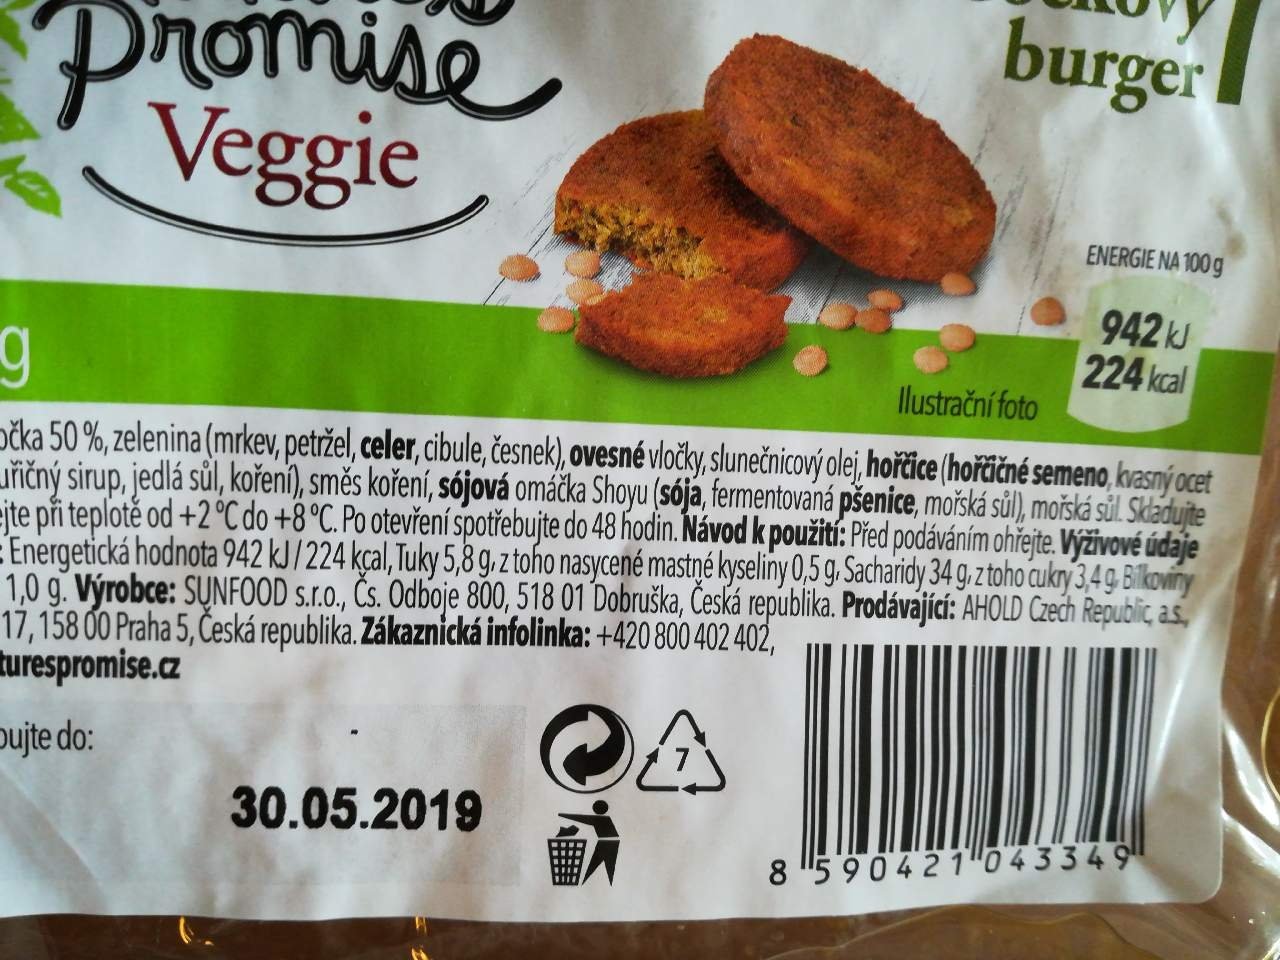 Promise
Veggie
burger
ENERGIE NA 100 g
942 kJ
224 kcal
g
Ilustrační foto
očka 50 %, zelenina (mrkev, petržel, celer, cibule, česnek), ovesné vločky, slunečnicový olej, hořčice (hořčičné semeno, kvasný ocet
sirup, jedlá sůl, koření), směs koření, sójová omáčka Shoyu (sója, fermentovaná pšenice, mořská sůl), mořská sůl. Skladujte
ejte při teplotě od +2 °C do +8 °C. Po otevření spotřebujte do 48 hodin. Návod k použití: Před podáváním ohřejte. Výživové údaje
: Energetická hodnota 942 kJ / 224 kcal, Tuky 5,8 g, z toho nasycené mastné kyseliny 0,5 g, Sacharidy 34 g, z toho cukry 3,4 g, Bílkoviny
1,0 g. Výrobce: SUNFOOD s.r.o., Čs. Odboje 800, 518 01 Dobruška, Česká republika. Prodávající: AHOLD Czech Republic, a.s.,
17, 158 00 Praha 5, Česká republika. Zákaznická infolinka: +420 800 402 402,
turespromise.cz
bujte do:
30.05.2019
7
8 590421 043349